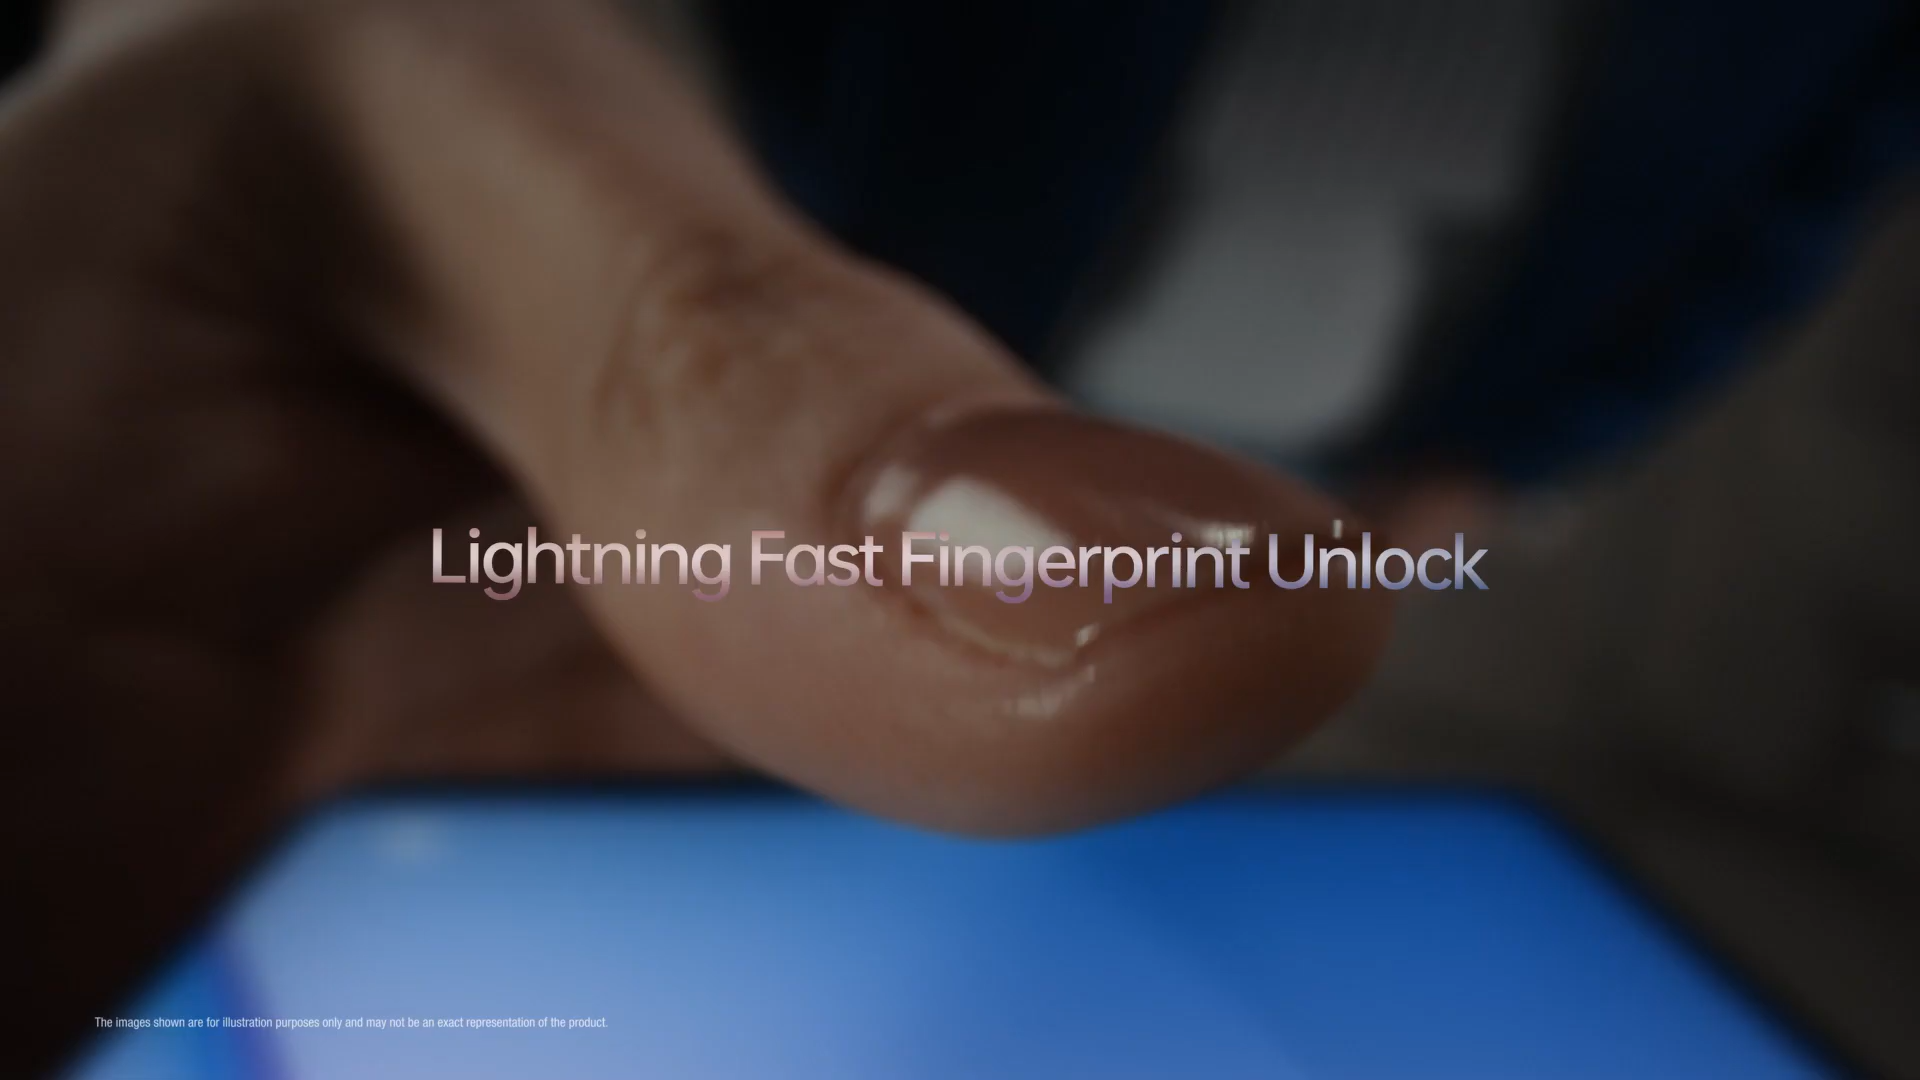 Lightning Fast Fingerprint Unlock
The images shown are for illustration purposes only and may not be an exact representation of the product.